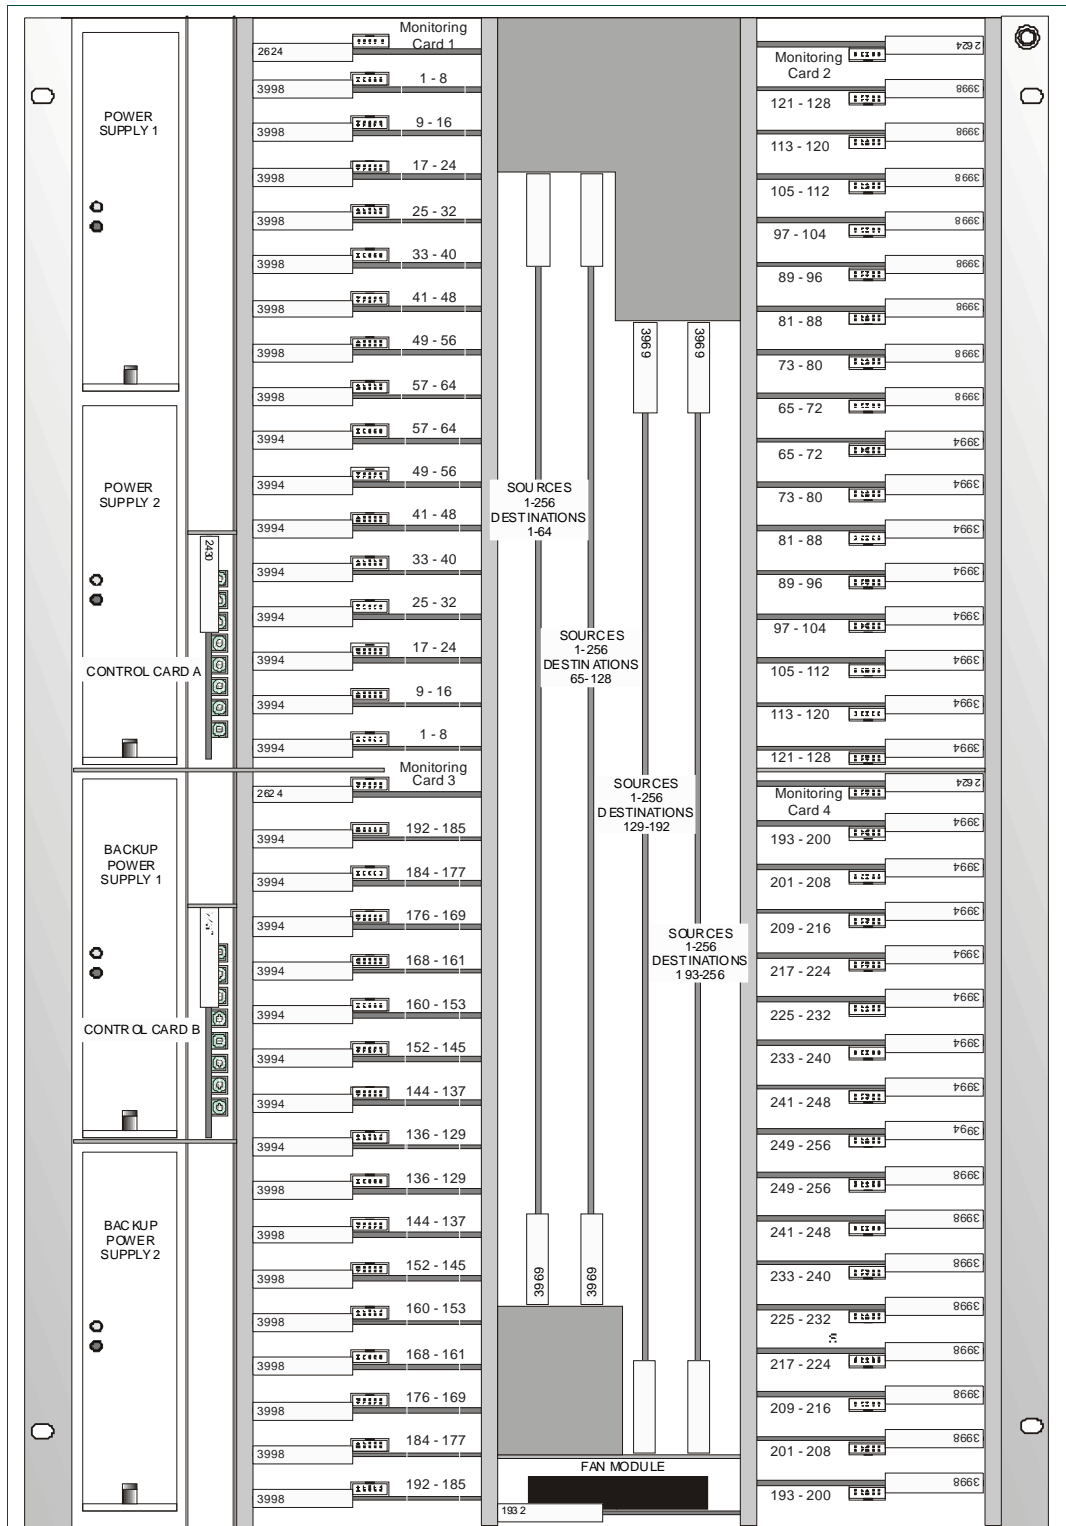 POWER
SUPPLY 1
POWER
SUPPLY 2
2430
CONTROL CARD A
BACKUP
POWER
SUPPLY 1
CONTROL CARD B
BACKUP
POWER
SUPPLY 2
Monitoring
Card 1
2624
1 - 8
3998
9 - 16
3998
17 - 24
3998
25 - 32
3998
33 - 40
3998
41 - 48
3998
49 - 56
3998
57 - 64
3998
57 - 64
3994
49 - 56
3994
41 - 48
3994
33 - 40
3994
25 - 32
3994
17 - 24
3994
9 - 16
3994
1 - 8
3994
Monitoring
Card 3
2624
192 - 185
3994
184 - 177
3994
176 - 169
3994
168 - 161
3994
160 - 153
3994
152 - 145
3994
144 - 137
3994
136 - 129
3994
136 - 129
3998
144 - 137
3998
152 - 145
3998
160 - 153
3998
168 - 161
3998
176 - 169
3998
184 - 177
3998
192 - 185
3998
3969
3969
SOURCES
1-256
DESTINATIONS
1-64
SOURCES
1-256
DESTINATIONS
65-128
SOURCES
1-256
DESTINATIONS
129-192
SOURCES
1-256
DESTINATIONS
193-256
3969
3969
FAN MODULE
1932
2624
Monitoring
Card 2
3998
121 - 128
3998
113 - 120
3998
105 - 112
3998
97 - 104
3998
89 - 96
3998
81 - 88
3998
73 - 80
3998
65 - 72
3994
65 - 72
3994
73 - 80
3994
81 - 88
3994
89 - 96
3994
97 - 104
3994
105 - 112
3994
113 - 120
3994
121 - 128
2624
Monitoring
Card 4
3994
193 - 200
3994
201 - 208
3994
209 - 216
3994
217 - 224
3994
225 - 232
3994
233 - 240
3994
241 - 248
3994
249 - 256
3998
249 - 256
3998
241 - 248
3998
233 - 240
3998
225 - 232
3998
217 - 224
3998
209 - 216
3998
201 - 208
3998
193 - 200